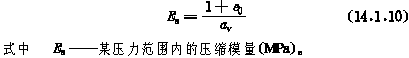 Es = (1 + e0) / av (14.1.10)
式中 Es——某压力范围内的压缩模量(MPa)。